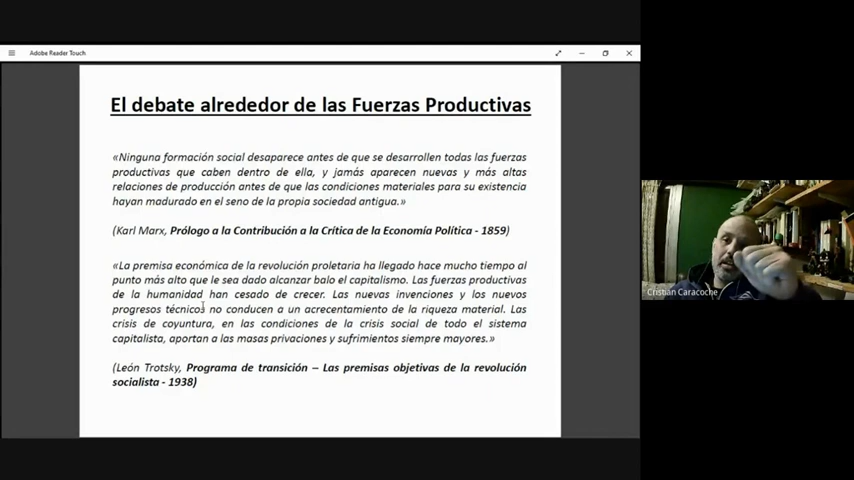 Adobe Reader Touch
El debate alrededor de las Fuerzas Productivas
«Ninguna formación social desaparece antes de que se desarrollen todas las fuerzas
productivas que caben dentro de ella, y jamás aparecen nuevas y más altas
relaciones de producción antes de que las condiciones materiales para su existencia
hayan madurado en el seno de la propia sociedad antigua.»
(Karl Marx, Prólogo a la Contribución a la Crítica de la Economía Política - 1859)
«La premisa económica de la revolución proletaria ha llegado hace mucho tiempo al
punto más alto que le sea dado alcanzar balo el capitalismo. Las fuerzas productivas
de la humanidad han cesado de crecer. Las nuevas invenciones y los nuevos
progresos técnicos no conducen a un acrecentamiento de la riqueza material. Las
crisis de coyuntura, en las condiciones de la crisis social de todo el sistema
capitalista, aportan a las masas privaciones y sufrimientos siempre mayores.»
(León Trotsky, Programa de transición – Las premisas objetivas de la revolución
socialista - 1938)
Cristian Caracoche